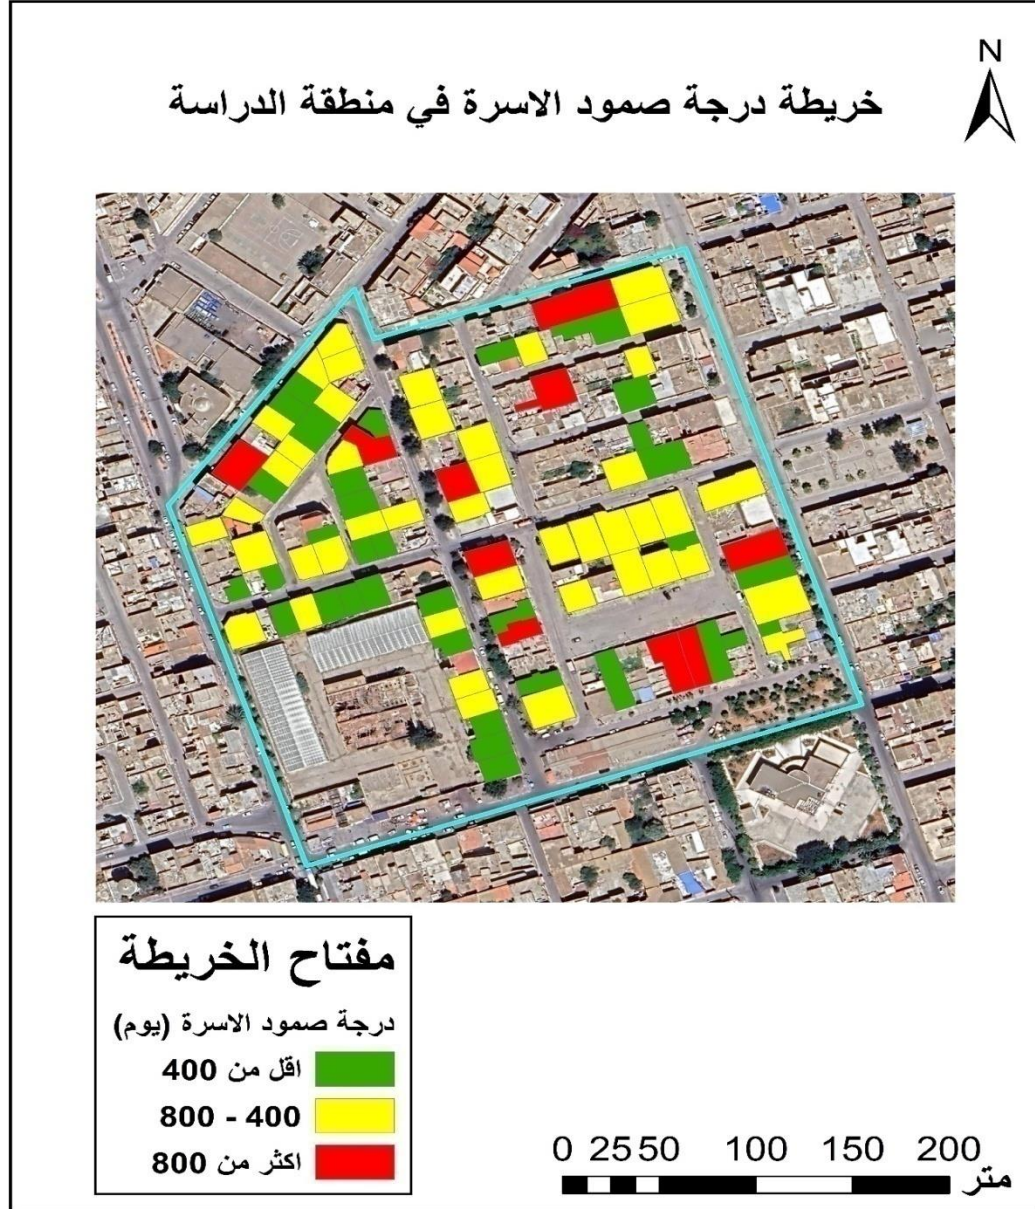 N
خريطة درجة صمود الاسرة في منطقة الدراسة
مفتاح الخريطة
درجة صمود الاسرة (يوم)
اقل من 400
400 - 800
اكثر من 800
0 25 50 100 150 200
متر